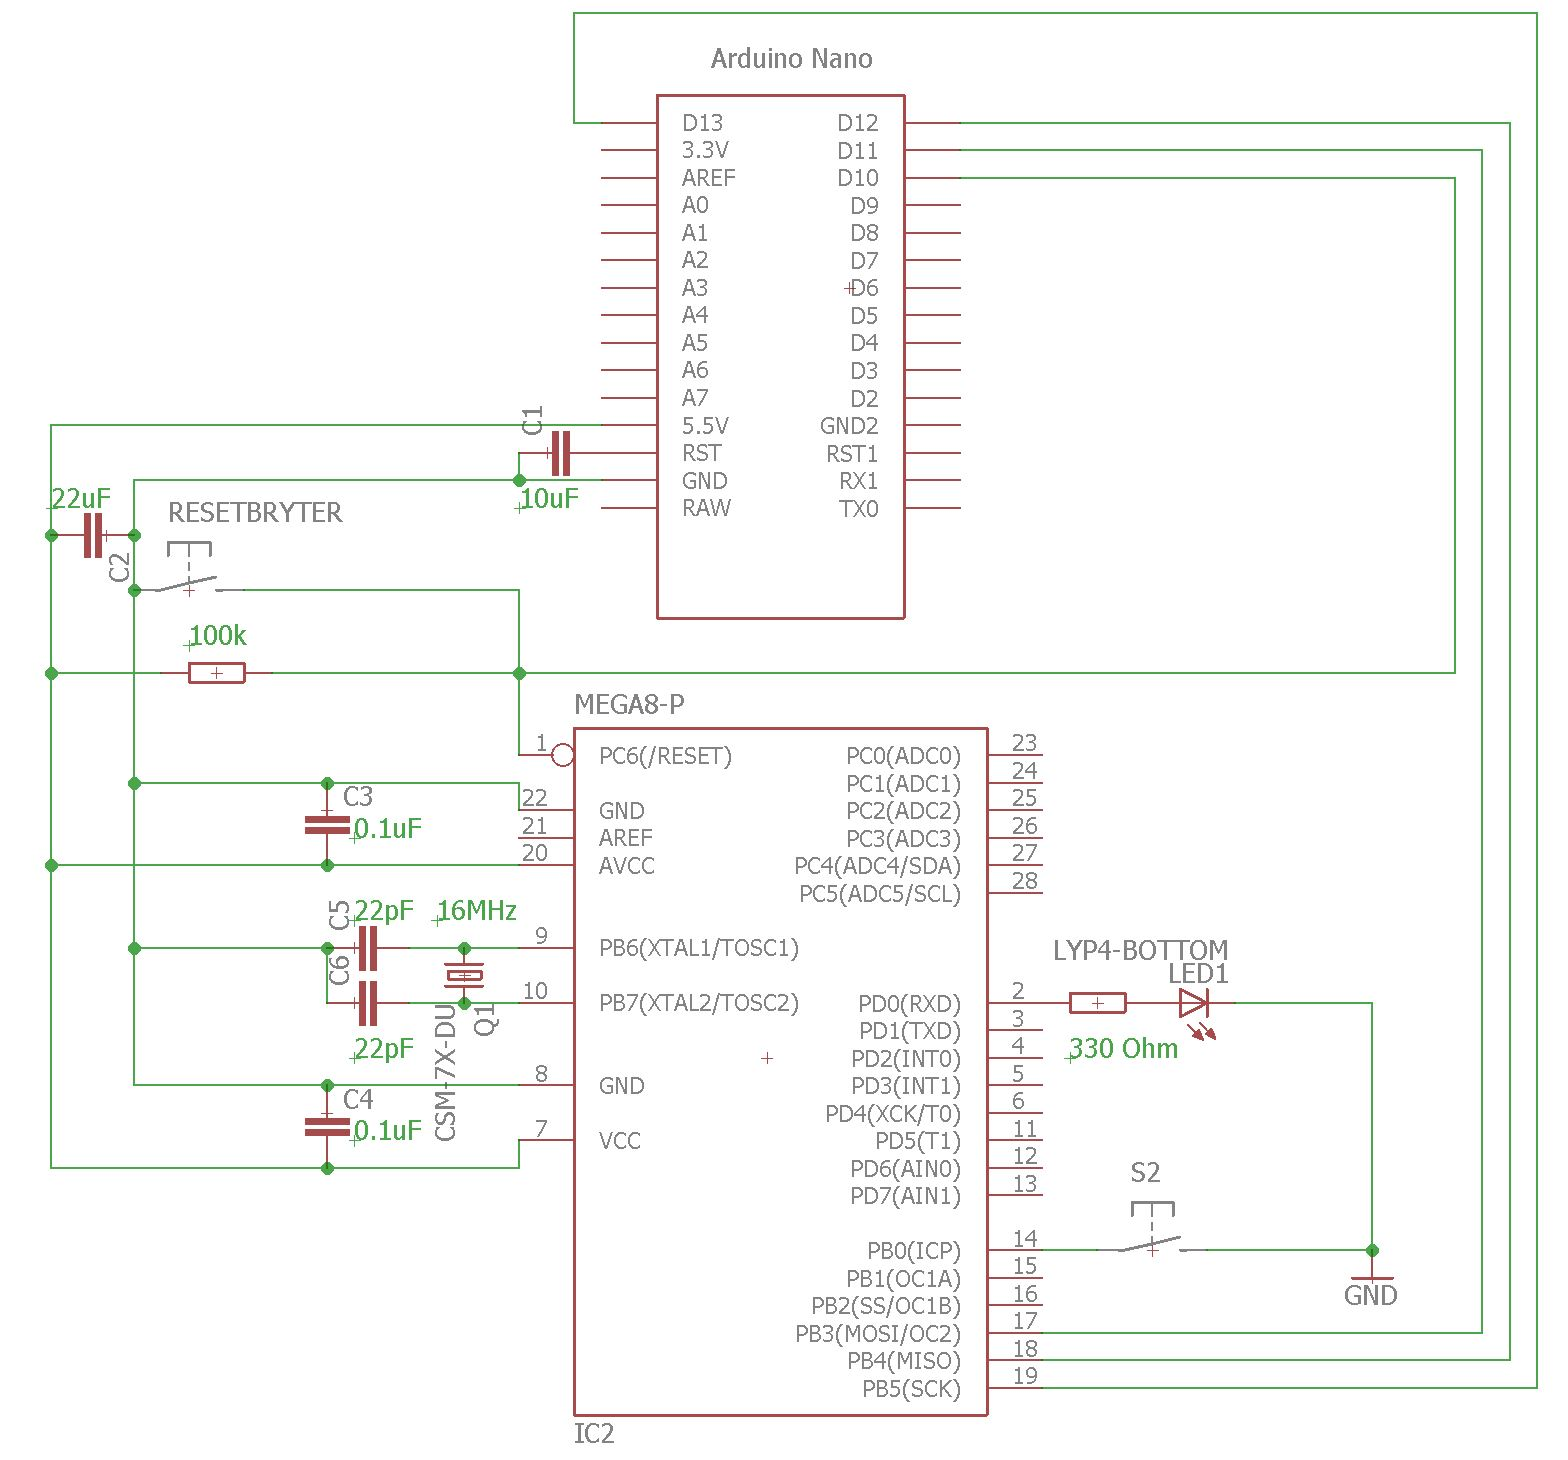 Arduino Nano
D13 D12
3.3V D11
AREF D10
A0 D9
A1 D8
A2 D7
A3 D6
A4 D5
A5 D4
A6 D3
A7 D2
C1
5.5V GND2
RST RST1
GND RX1
RAW TX0
10uF
22uF
RESETBRYTER
C2
100k
MEGA8-P
1 PC6(/RESET) PC0(ADC0) 23
PC1(ADC1) 24
22 GND PC2(ADC2) 25
21 AREF PC3(ADC3) 26
20 AVCC PC4(ADC4/SDA) 27
PC5(ADC5/SCL) 28
C3
0.1uF
C5
22pF
16MHz
9 PB6(XTAL1/TOSC1)
C6
22pF
10 PB7(XTAL2/TOSC2)
Q1
CSM-7X-DU
LYP4-BOTTOM
LED1
PD0(RXD) 2
330 Ohm
PD1(TXD) 3
PD2(INT0) 4
8 GND PD3(INT1) 5
C4
0.1uF
PD4(XCK/T0) 6
7 VCC PD5(T1) 11
PD6(AIN0) 12
PD7(AIN1) 13
S2
PB0(ICP) 14
PB1(OC1A) 15
PB2(SS/OC1B) 16
PB3(MOSI/OC2) 17
PB4(MISO) 18
PB5(SCK) 19
GND
IC2